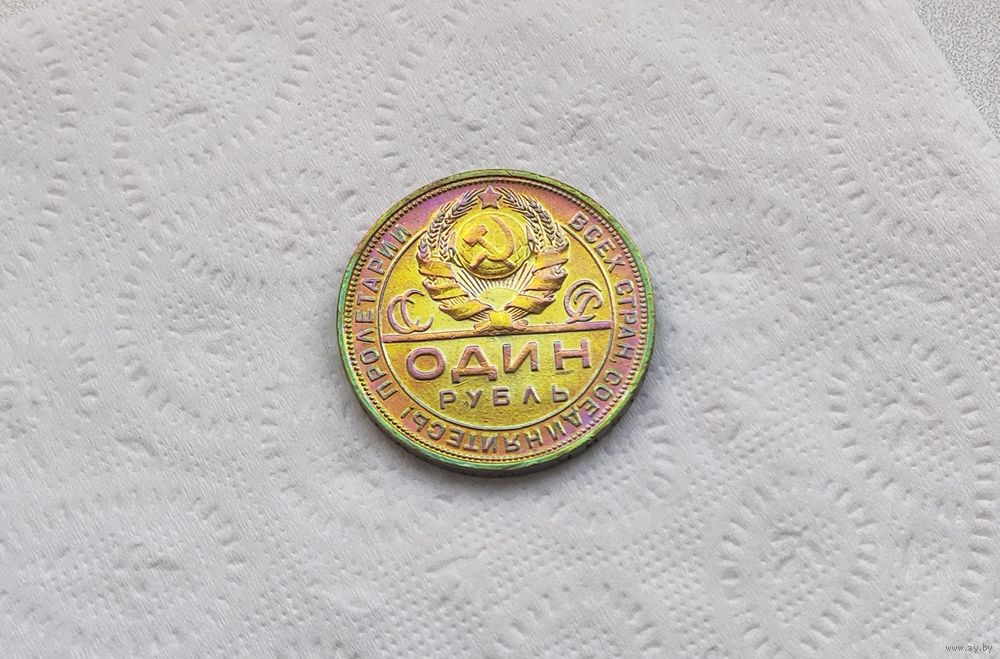 ПРОЛЕТАРИИ ВСЕХ СТРАН, СОЕДИНЯЙТЕСЬ!
СС СР
ОДИН
РУБЛЬ
www.ay.by